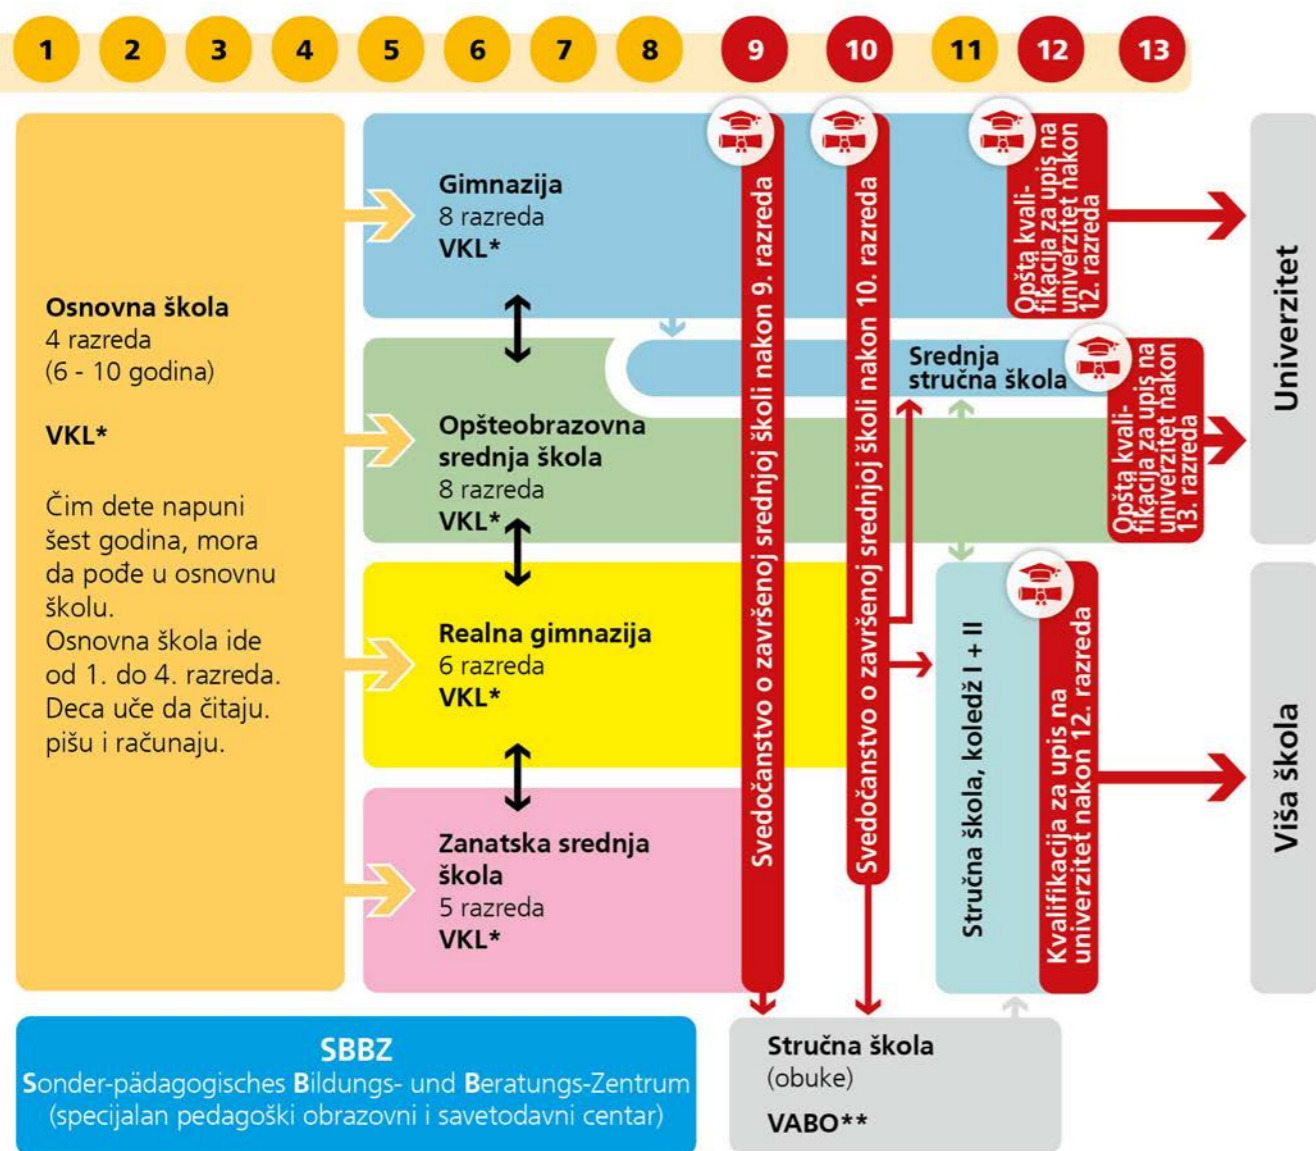 1 2 3 4 5 6 7 8 9 10 11 12 13
Osnovna škola
4 razreda
(6 - 10 godina)
VKL*
Čim dete napuni
šest godina, mora
da pođe u osnovnu
školu.
Osnovna škola ide
od 1. do 4. razreda.
Deca uče da čitaju.
pišu i računaju.
Gimnazija
8 razreda
VKL*
Opšteobrazovna
srednja škola
8 razreda
VKL*
Realna gimnazija
6 razreda
VKL*
Zanatska srednja
škola
5 razreda
VKL*
Svedočanstvo o završenoj srednjoj školi nakon 9. razreda
Svedočanstvo o završenoj srednjoj školi nakon 10. razreda
Srednja
stručna škola
Stručna škola, koledž I + II
Opšta kvali-
fikacija za upis na
univerzitet nakon
12. razreda
Opšta kvali-
fikacija za upis na
univerzitet nakon
13. razreda
Kvalifikacija za upis na
univerzitet nakon 12. razreda
Univerzitet
Viša škola
SBBZ
Sonder-pädagogisches Bildungs- und Beratungs-Zentrum
(specijalan pedagoški obrazovni i savetodavni centar)
Stručna škola
(obuke)
VABO**